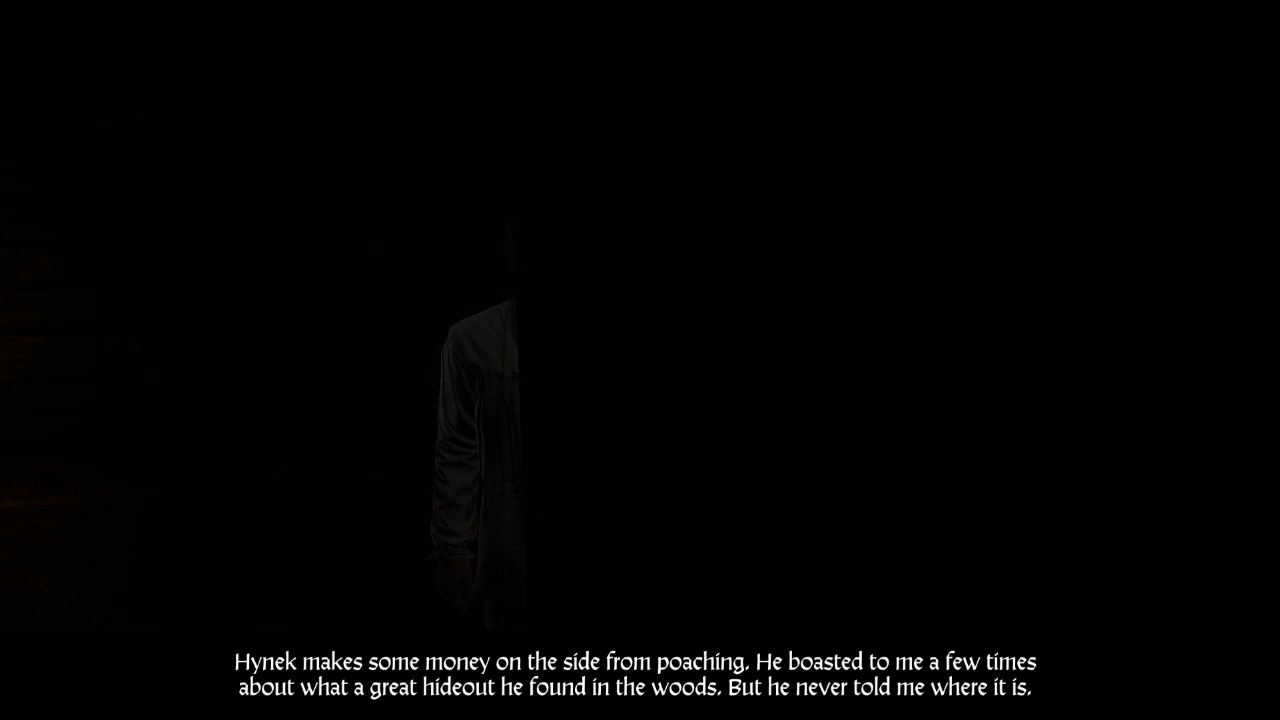 Hynek makes some money on the side from poaching. He boasted to me a few times
about what a great hideout he found in the woods. But he never told me where it is.